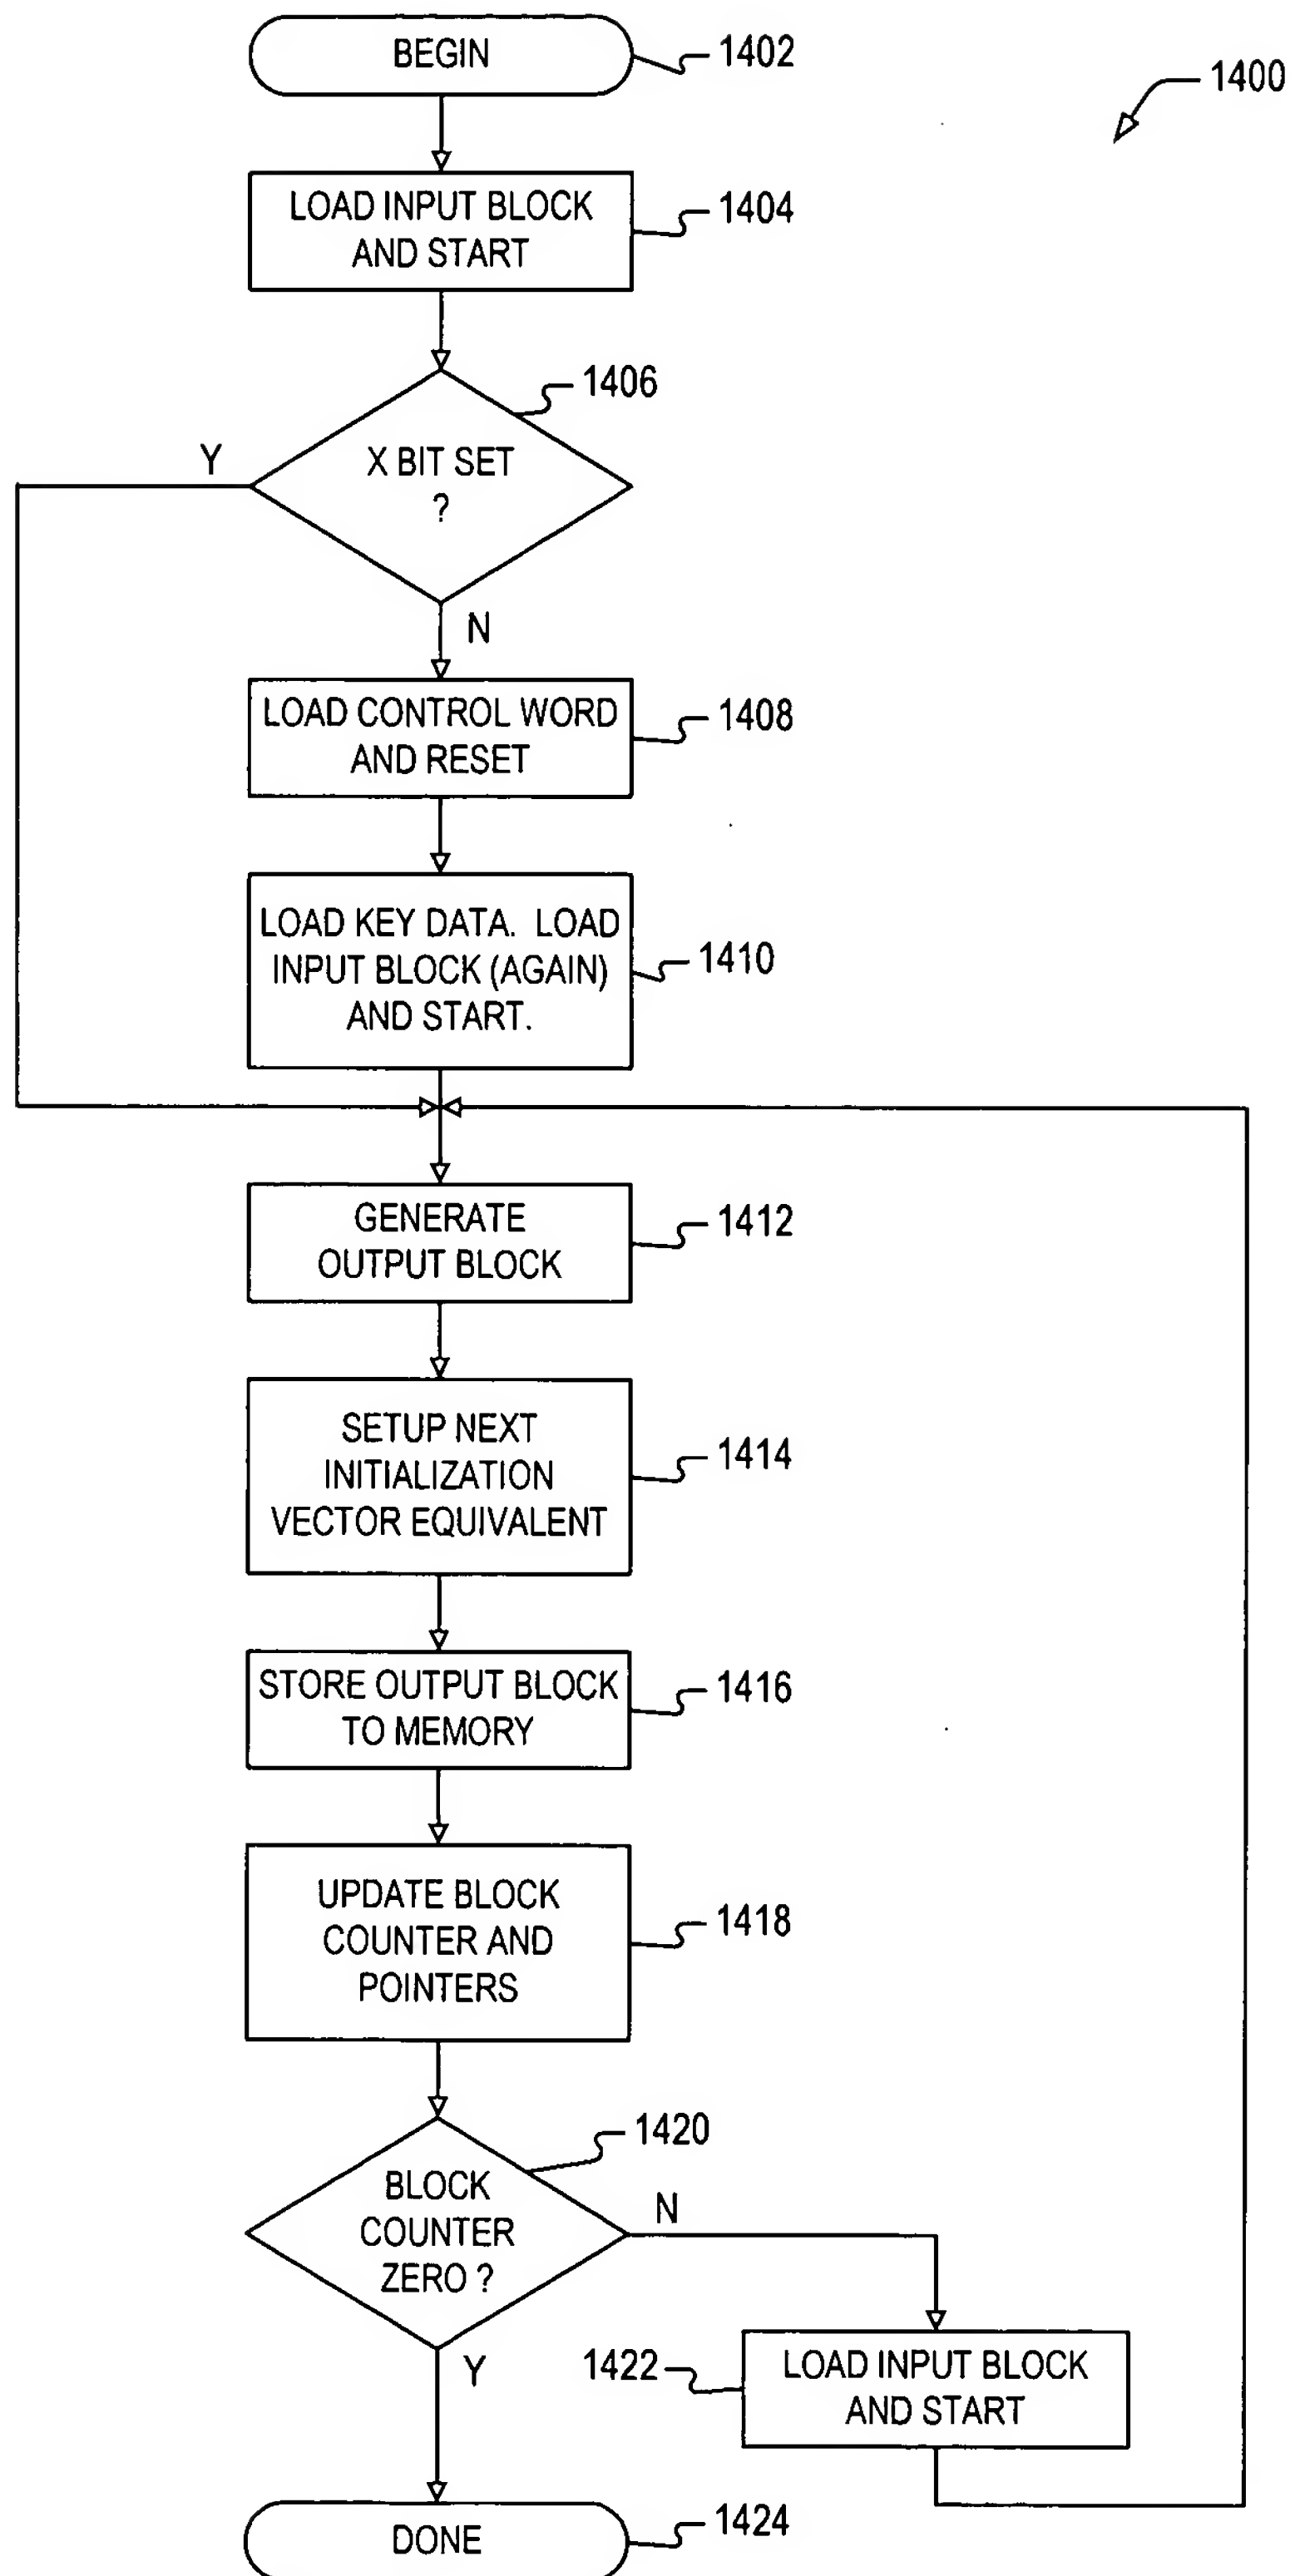 BEGIN
1402
1400
LOAD INPUT BLOCK
AND START
1404
1406
X BIT SET
?
Y
N
LOAD CONTROL WORD
AND RESET
1408
LOAD KEY DATA. LOAD
INPUT BLOCK (AGAIN)
AND START.
1410
GENERATE
OUTPUT BLOCK
1412
SETUP NEXT
INITIALIZATION
VECTOR EQUIVALENT
1414
STORE OUTPUT BLOCK
TO MEMORY
1416
UPDATE BLOCK
COUNTER AND
POINTERS
1418
1420
BLOCK
COUNTER
ZERO ?
N
Y
1422
LOAD INPUT BLOCK
AND START
DONE
1424